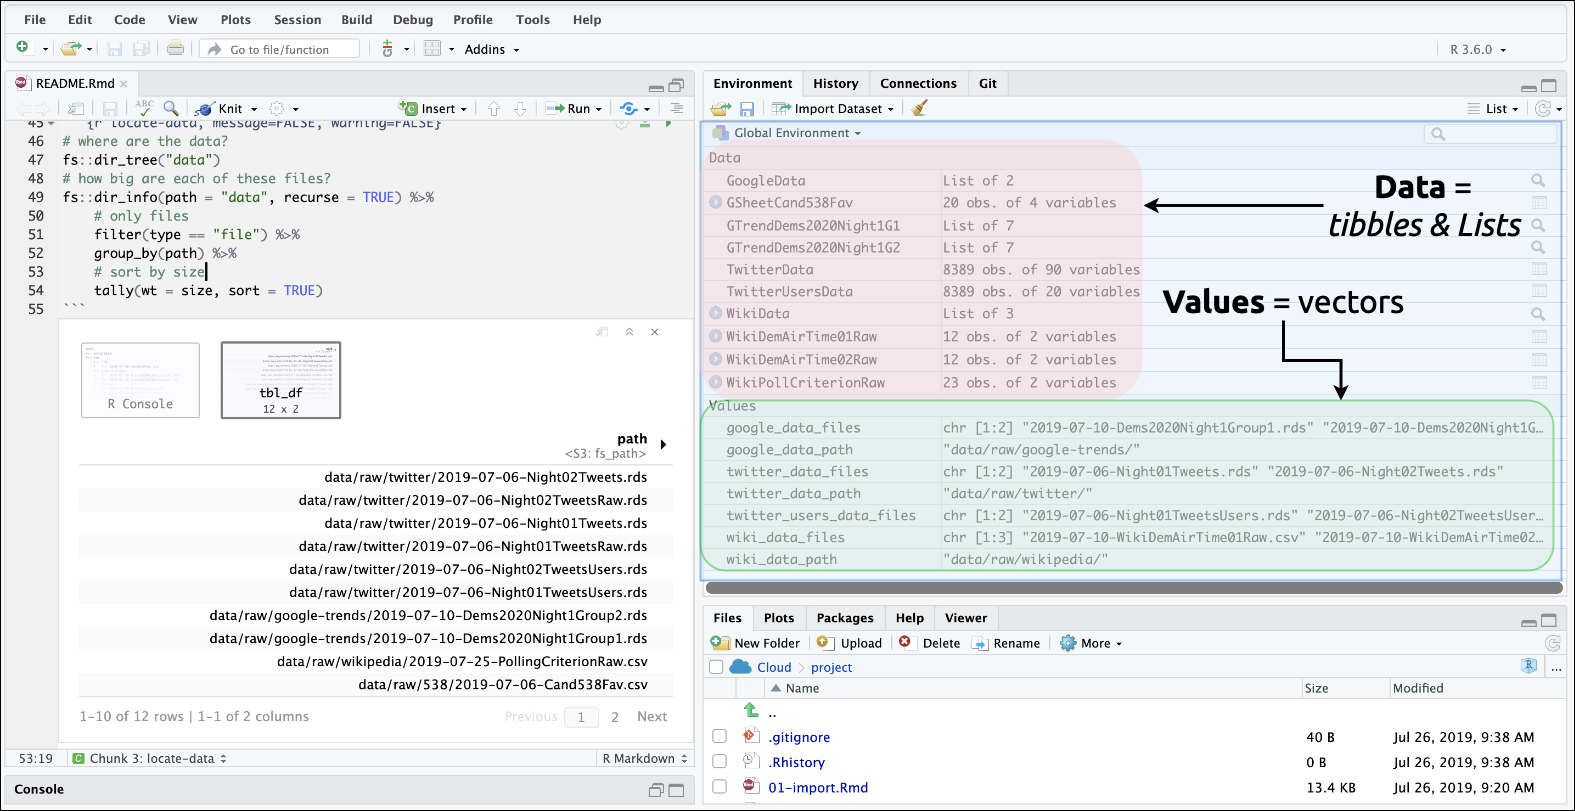 File Edit Code View Plots Session Build Debug Profile Tools Help
Go to file/function Addins R 3.6.0
README.Rmd
ABC Knit Insert Run
45 {r locate-data, message=FALSE, warning=FALSE}
46 # where are the data?
47 fs::dir_tree("data")
48 # how big are each of these files?
49 fs::dir_info(path = "data", recurse = TRUE) %>%
50 # only files
51 filter(type == "file") %>%
52 group_by(path) %>%
53 # sort by size
54 tally(wt = size, sort = TRUE)
55 ```
R Console
tbl_df
12 x 2
path
<S3: fs_path>
data/raw/twitter/2019-07-06-Night02Tweets.rds
data/raw/twitter/2019-07-06-Night02TweetsRaw.rds
data/raw/twitter/2019-07-06-Night01Tweets.rds
data/raw/twitter/2019-07-06-Night01TweetsRaw.rds
data/raw/twitter/2019-07-06-Night02TweetsUsers.rds
data/raw/twitter/2019-07-06-Night01TweetsUsers.rds
data/raw/google-trends/2019-07-10-Dems2020Night1Group2.rds
data/raw/google-trends/2019-07-10-Dems2020Night1Group1.rds
data/raw/wikipedia/2019-07-25-PollingCriterionRaw.csv
data/raw/538/2019-07-06-Cand538Fav.csv
1-10 of 12 rows | 1-1 of 2 columns Previous 1 2 Next
53:19 C Chunk 3: locate-data R Markdown
Console
Environment History Connections Git
Import Dataset List
Global Environment
Data
GoogleData List of 2
GSheetCand538Fav 20 obs. of 4 variables
GTrendDems2020Night1G1 List of 7
GTrendDems2020Night1G2 List of 7
TwitterData 8389 obs. of 90 variables
TwitterUsersData 8389 obs. of 20 variables
WikiData List of 3
WikiDemAirTime01Raw 12 obs. of 2 variables
WikiDemAirTime02Raw 12 obs. of 2 variables
WikiPollCriterionRaw 23 obs. of 2 variables
Data =
tibbles & Lists
Values = vectors
Values
google_data_files chr [1:2] "2019-07-10-Dems2020Night1Group1.rds" "2019-07-10-Dems2020Night1G…
google_data_path "data/raw/google-trends/"
twitter_data_files chr [1:2] "2019-07-06-Night01Tweets.rds" "2019-07-06-Night02Tweets.rds"
twitter_data_path "data/raw/twitter/"
twitter_users_data_files chr [1:2] "2019-07-06-Night01TweetsUsers.rds" "2019-07-06-Night02TweetsUser…
wiki_data_files chr [1:3] "2019-07-10-WikiDemAirTime01Raw.csv" "2019-07-10-WikiDemAirTime02…
wiki_data_path "data/raw/wikipedia/"
Files Plots Packages Help Viewer
New Folder Upload Delete Rename More
Cloud project R ...
Name Size Modified
..
.gitignore 40 B Jul 26, 2019, 9:38 AM
.Rhistory 0 B Jul 26, 2019, 9:38 AM
01-import.Rmd 13.4 KB Jul 26, 2019, 9:20 AM